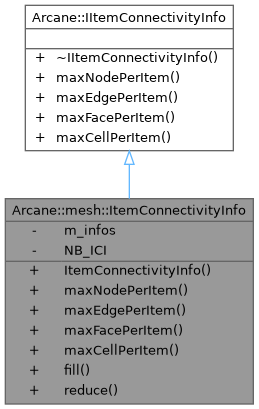 Arcane::IItemConnectivityInfo
+ ~IItemConnectivityInfo()
+ maxNodePerItem()
+ maxEdgePerItem()
+ maxFacePerItem()
+ maxCellPerItem()
Arcane::mesh::ItemConnectivityInfo
- m_infos
- NB_ICI
+ ItemConnectivityInfo()
+ maxNodePerItem()
+ maxEdgePerItem()
+ maxFacePerItem()
+ maxCellPerItem()
+ fill()
+ reduce()